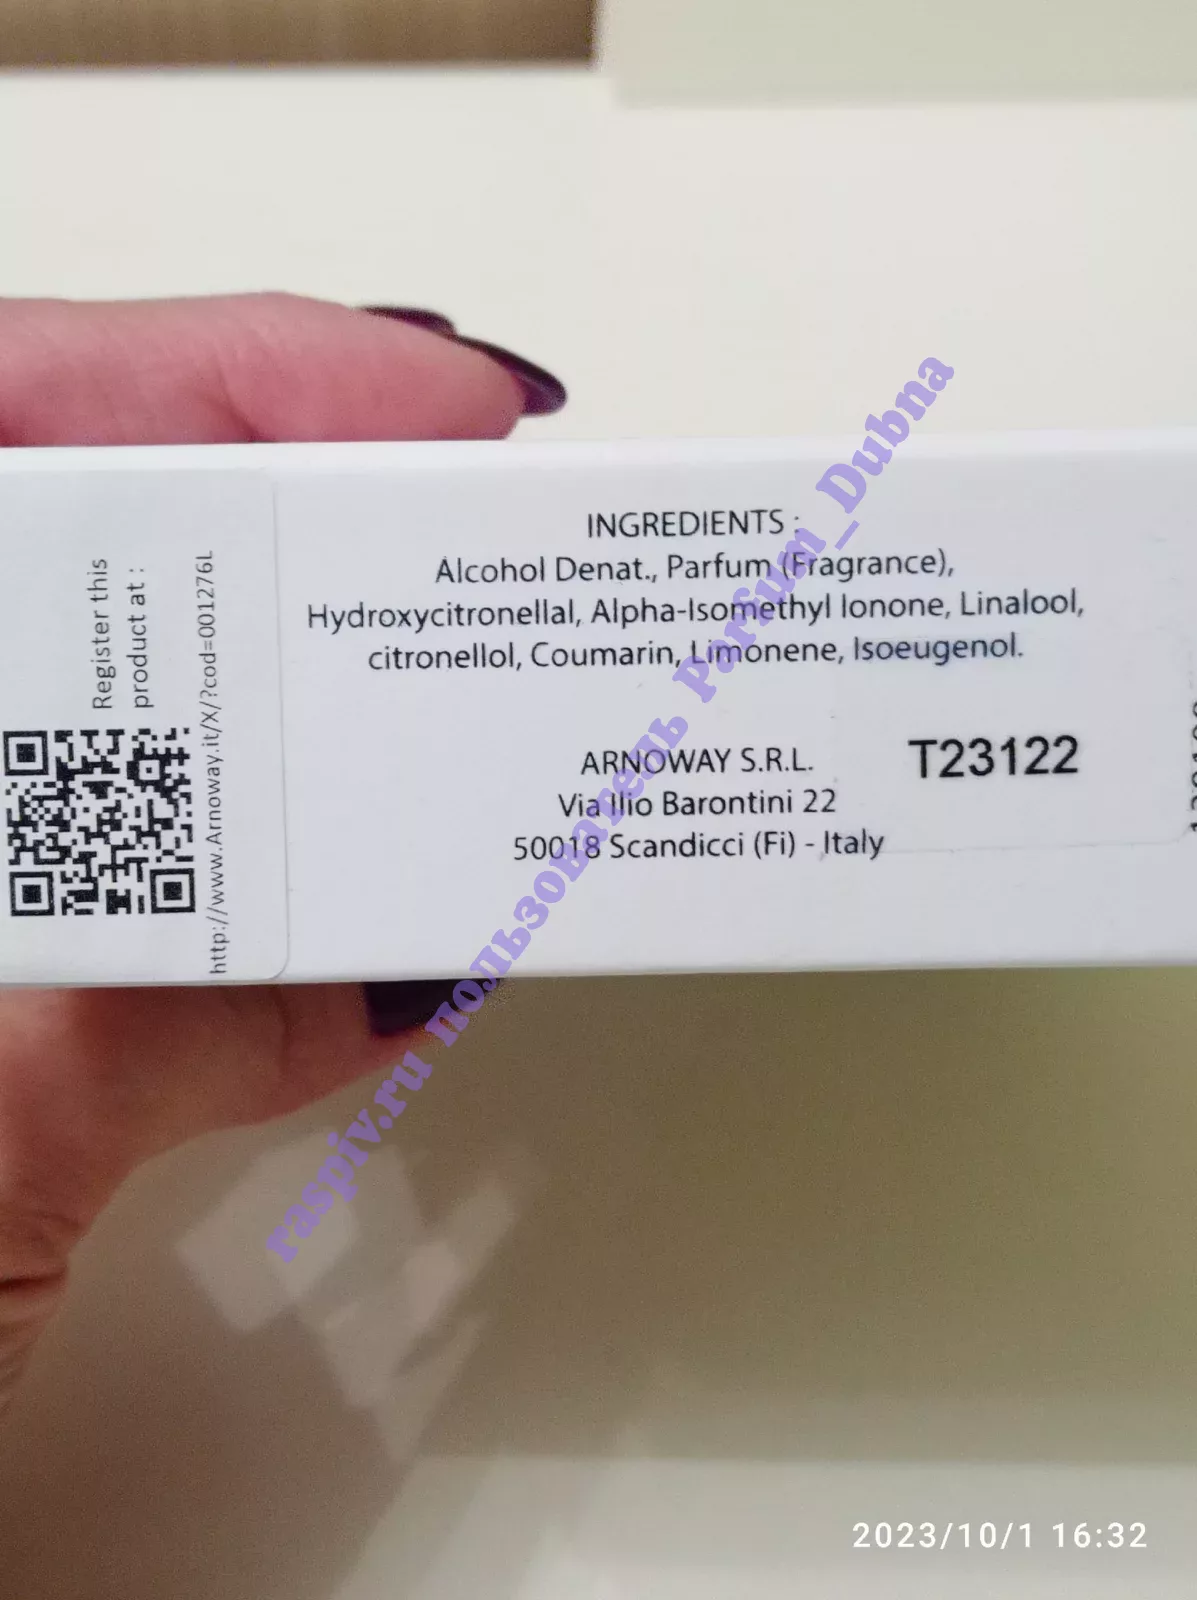 INGREDIENTS :
Alcohol Denat., Parfum (Fragrance),
Hydroxycitronellal, Alpha-Isomethyl Ionone, Linalool,
citronellol, Coumarin, Limonene, Isoeugenol.
ARNOWAY S.R.L.
Via Ilio Barontini 22
50018 Scandicci (Fi) - Italy
T23122
Register this
product at :
http://www.Arnoway.it/X/?cod=001276L
raspiv.ru пользователь Parfum_Dubna
2023/10/1 16:32